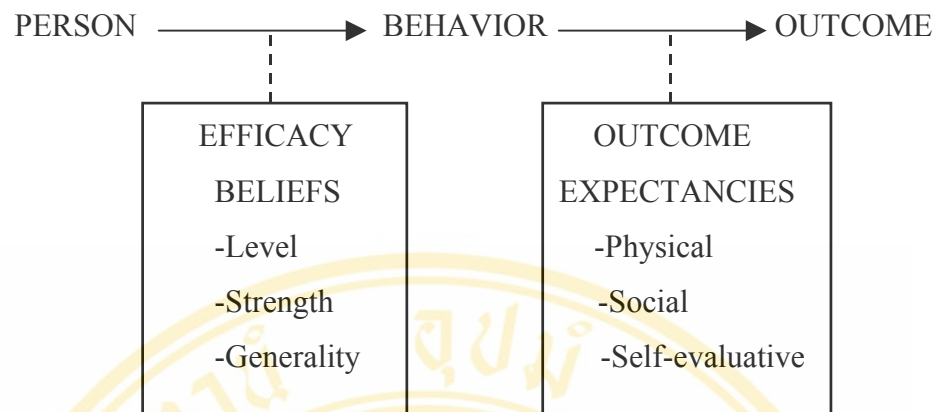 PERSON BEHAVIOR OUTCOME
EFFICACY
BELIEFS
-Level
-Strength
-Generality
OUTCOME
EXPECTANCIES
-Physical
-Social
-Self-evaluative